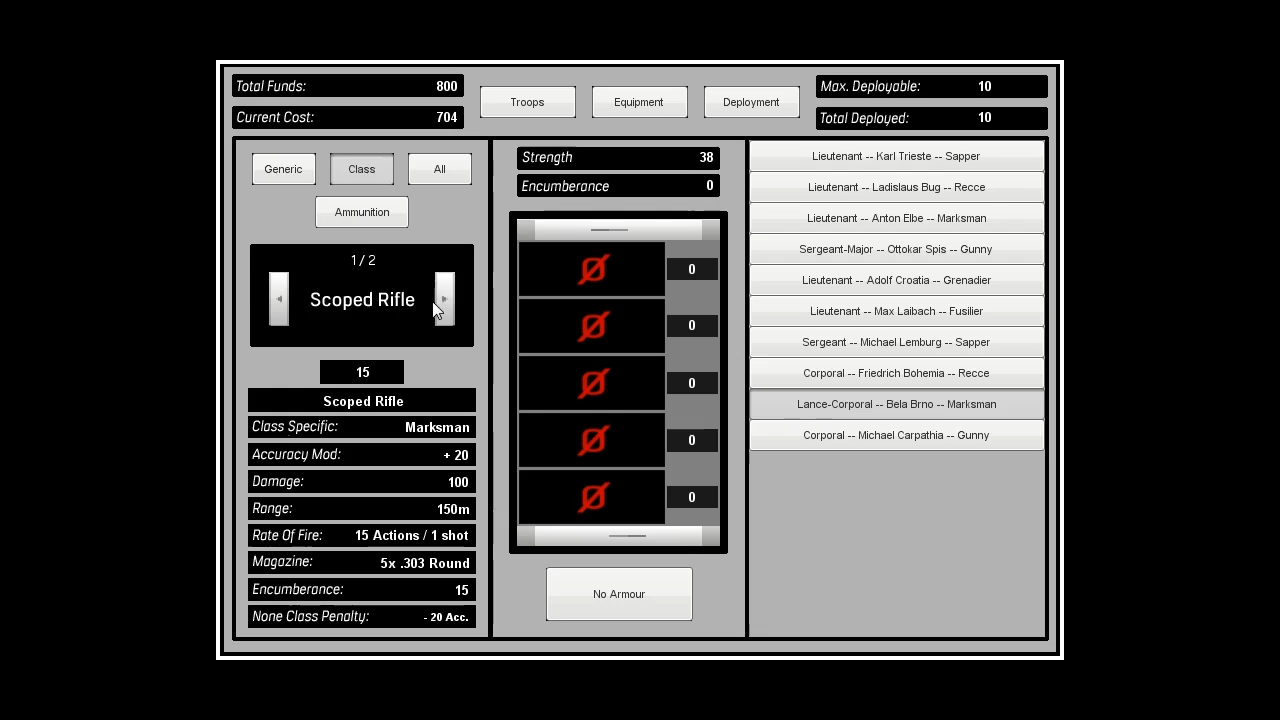 Total Funds: 800
Current Cost: 704
Troops
Equipment
Deployment
Max. Deployable: 10
Total Deployed: 10
Generic
Class
All
Ammunition
1 / 2
Scoped Rifle
15
Scoped Rifle
Class Specific: Marksman
Accuracy Mod: + 20
Damage: 100
Range: 150m
Rate Of Fire: 15 Actions / 1 shot
Magazine: 5x .303 Round
Encumberance: 15
None Class Penalty: - 20 Acc.
Strength 38
Encumberance 0
Ø 0
Ø 0
Ø 0
Ø 0
Ø 0
No Armour
Lieutenant -- Karl Trieste -- Sapper
Lieutenant -- Ladislaus Bug -- Recce
Lieutenant -- Anton Elbe -- Marksman
Sergeant-Major -- Ottokar Spis -- Gunny
Lieutenant -- Adolf Croatia -- Grenadier
Lieutenant -- Max Laibach -- Fusilier
Sergeant -- Michael Lemburg -- Sapper
Corporal -- Friedrich Bohemia -- Recce
Lance-Corporal -- Bela Brno -- Marksman
Corporal -- Michael Carpathia -- Gunny